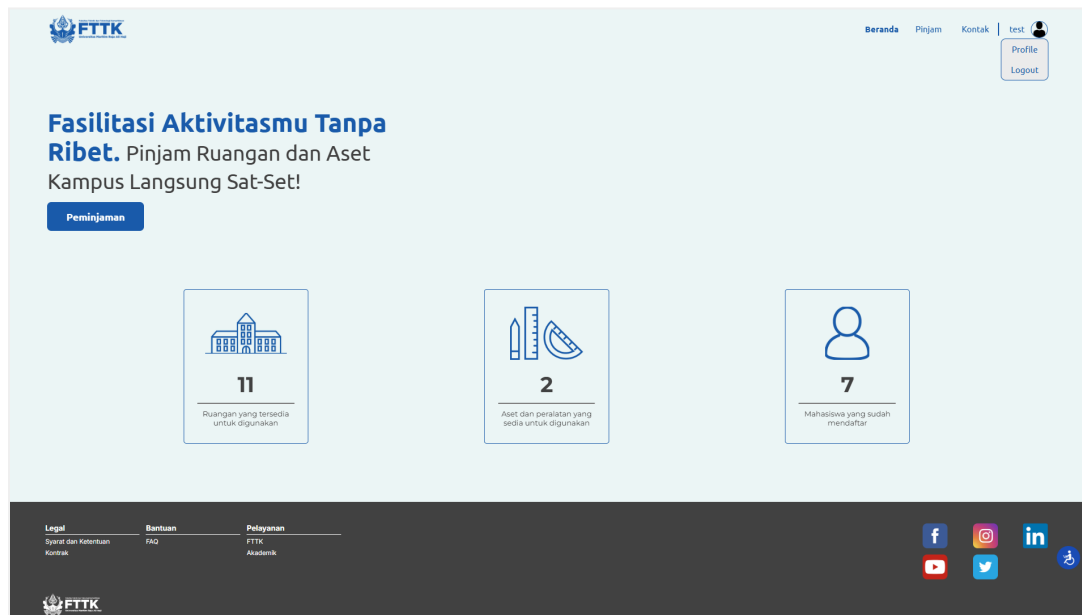 FTTK
Beranda Pinjam Kontak test
Profile
Logout
Fasilitasi Aktivitasmu Tanpa
Ribet. Pinjam Ruangan dan Aset
Kampus Langsung Sat-Set!
Peminjaman
11
Ruangan yang tersedia
untuk digunakan
2
Aset dan peralatan yang
sedia untuk digunakan
7
Mahasiswa yang sudah
mendaftar
Legal
Syarat dan Ketentuan
Kontrak
Bantuan
FAQ
Pelayanan
FTTK
Akademik
FTTK